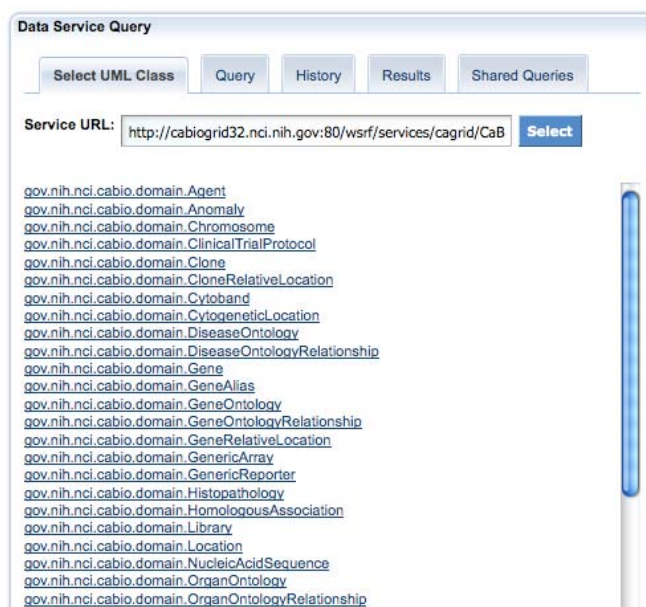 Data Service Query
Select UML Class Query History Results Shared Queries
Service URL: http://cabiogrid32.nci.nih.gov:80/wsrf/services/cagrid/CaB Select
gov.nih.nci.cabio.domain.Agent
gov.nih.nci.cabio.domain.Anomaly
gov.nih.nci.cabio.domain.Chromosome
gov.nih.nci.cabio.domain.ClinicalTrialProtocol
gov.nih.nci.cabio.domain.Clone
gov.nih.nci.cabio.domain.CloneRelativeLocation
gov.nih.nci.cabio.domain.Cytoband
gov.nih.nci.cabio.domain.CytogeneticLocation
gov.nih.nci.cabio.domain.DiseaseOntology
gov.nih.nci.cabio.domain.DiseaseOntologyRelationship
gov.nih.nci.cabio.domain.Gene
gov.nih.nci.cabio.domain.GeneAlias
gov.nih.nci.cabio.domain.GeneOntology
gov.nih.nci.cabio.domain.GeneOntologyRelationship
gov.nih.nci.cabio.domain.GeneRelativeLocation
gov.nih.nci.cabio.domain.GenericArray
gov.nih.nci.cabio.domain.GenericReporter
gov.nih.nci.cabio.domain.Histopathology
gov.nih.nci.cabio.domain.HomologousAssociation
gov.nih.nci.cabio.domain.Library
gov.nih.nci.cabio.domain.Location
gov.nih.nci.cabio.domain.NucleicAcidSequence
gov.nih.nci.cabio.domain.OrganOntology
gov.nih.nci.cabio.domain.OrganOntologyRelationship